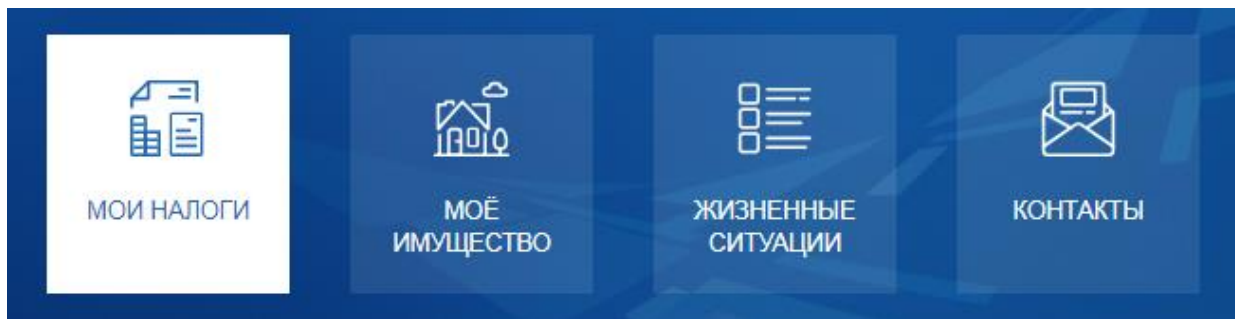 МОИ НАЛОГИ
МОЁ
ИМУЩЕСТВО
ЖИЗНЕННЫЕ
СИТУАЦИИ
КОНТАКТЫ